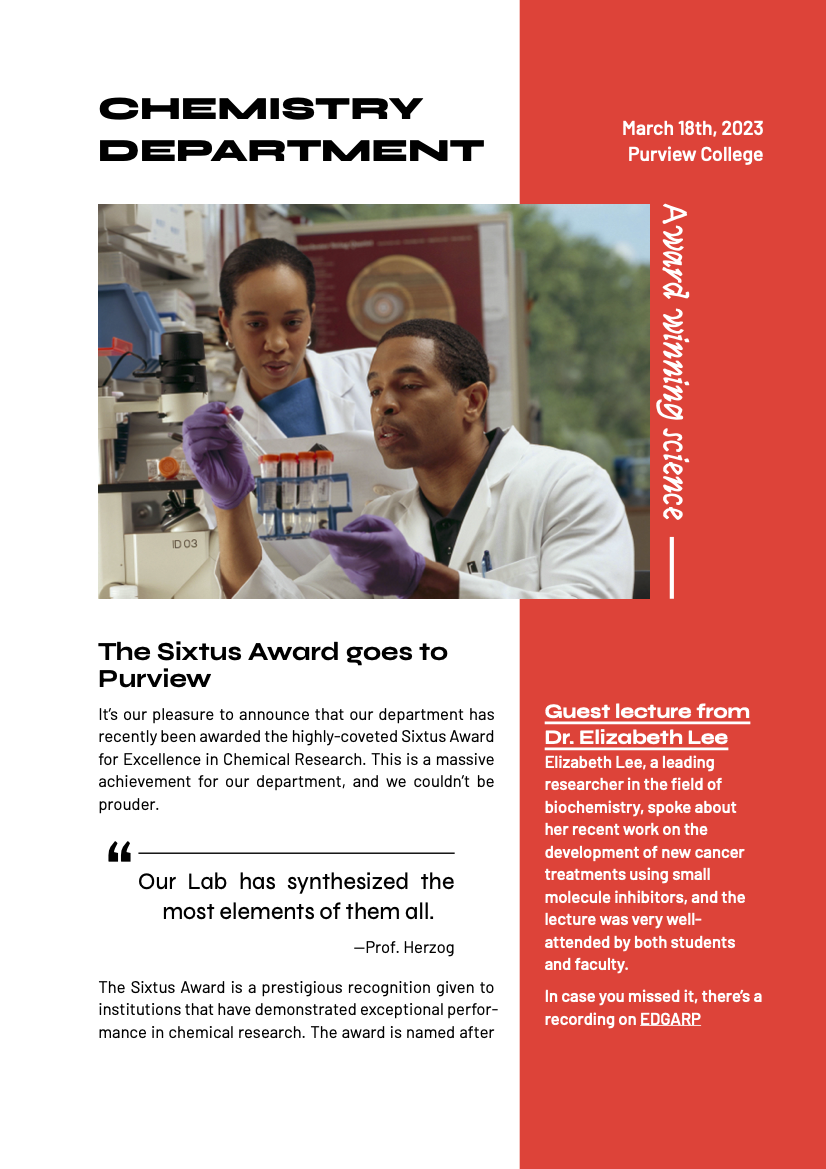 CHEMISTRY
DEPARTMENT
March 18th, 2023
Purview College
Award winning science
ID 03
The Sixtus Award goes to
Purview
It’s our pleasure to announce that our department has
recently been awarded the highly-coveted Sixtus Award
for Excellence in Chemical Research. This is a massive
achievement for our department, and we couldn’t be
prouder.
“
Our Lab has synthesized the
most elements of them all.
—Prof. Herzog
The Sixtus Award is a prestigious recognition given to
institutions that have demonstrated exceptional perfor-
mance in chemical research. The award is named after
Guest lecture from
Dr. Elizabeth Lee
Elizabeth Lee, a leading
researcher in the field of
biochemistry, spoke about
her recent work on the
development of new cancer
treatments using small
molecule inhibitors, and the
lecture was very well-
attended by both students
and faculty.
In case you missed it, there’s a
recording on EDGARP